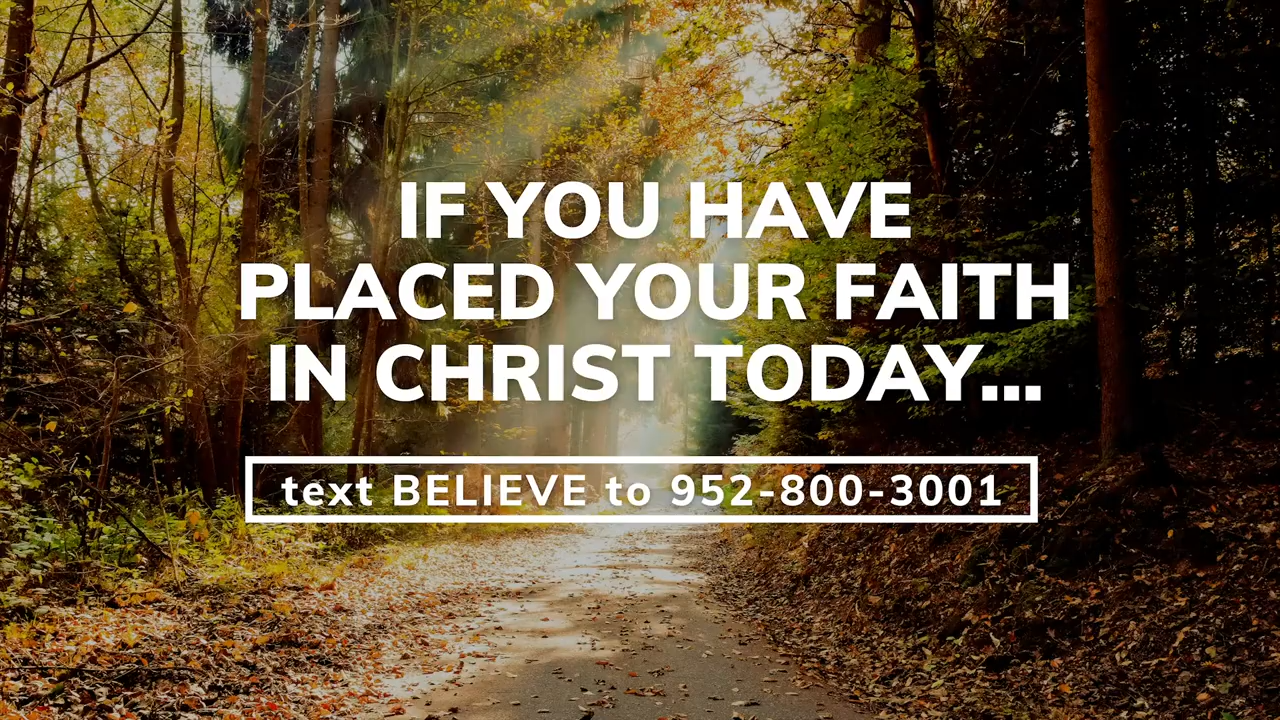 IF YOU HAVE
PLACED YOUR FAITH
IN CHRIST TODAY...
text BELIEVE to 952-800-3001